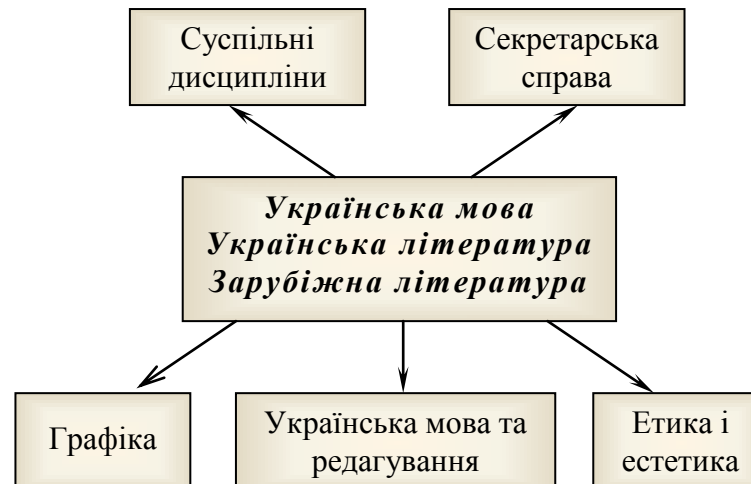 Суспільні
дисципліни
Секретарська
справа
Українська мова
Українська література
Зарубіжна література
Графіка
Українська мова та
редагування
Етика і
естетика